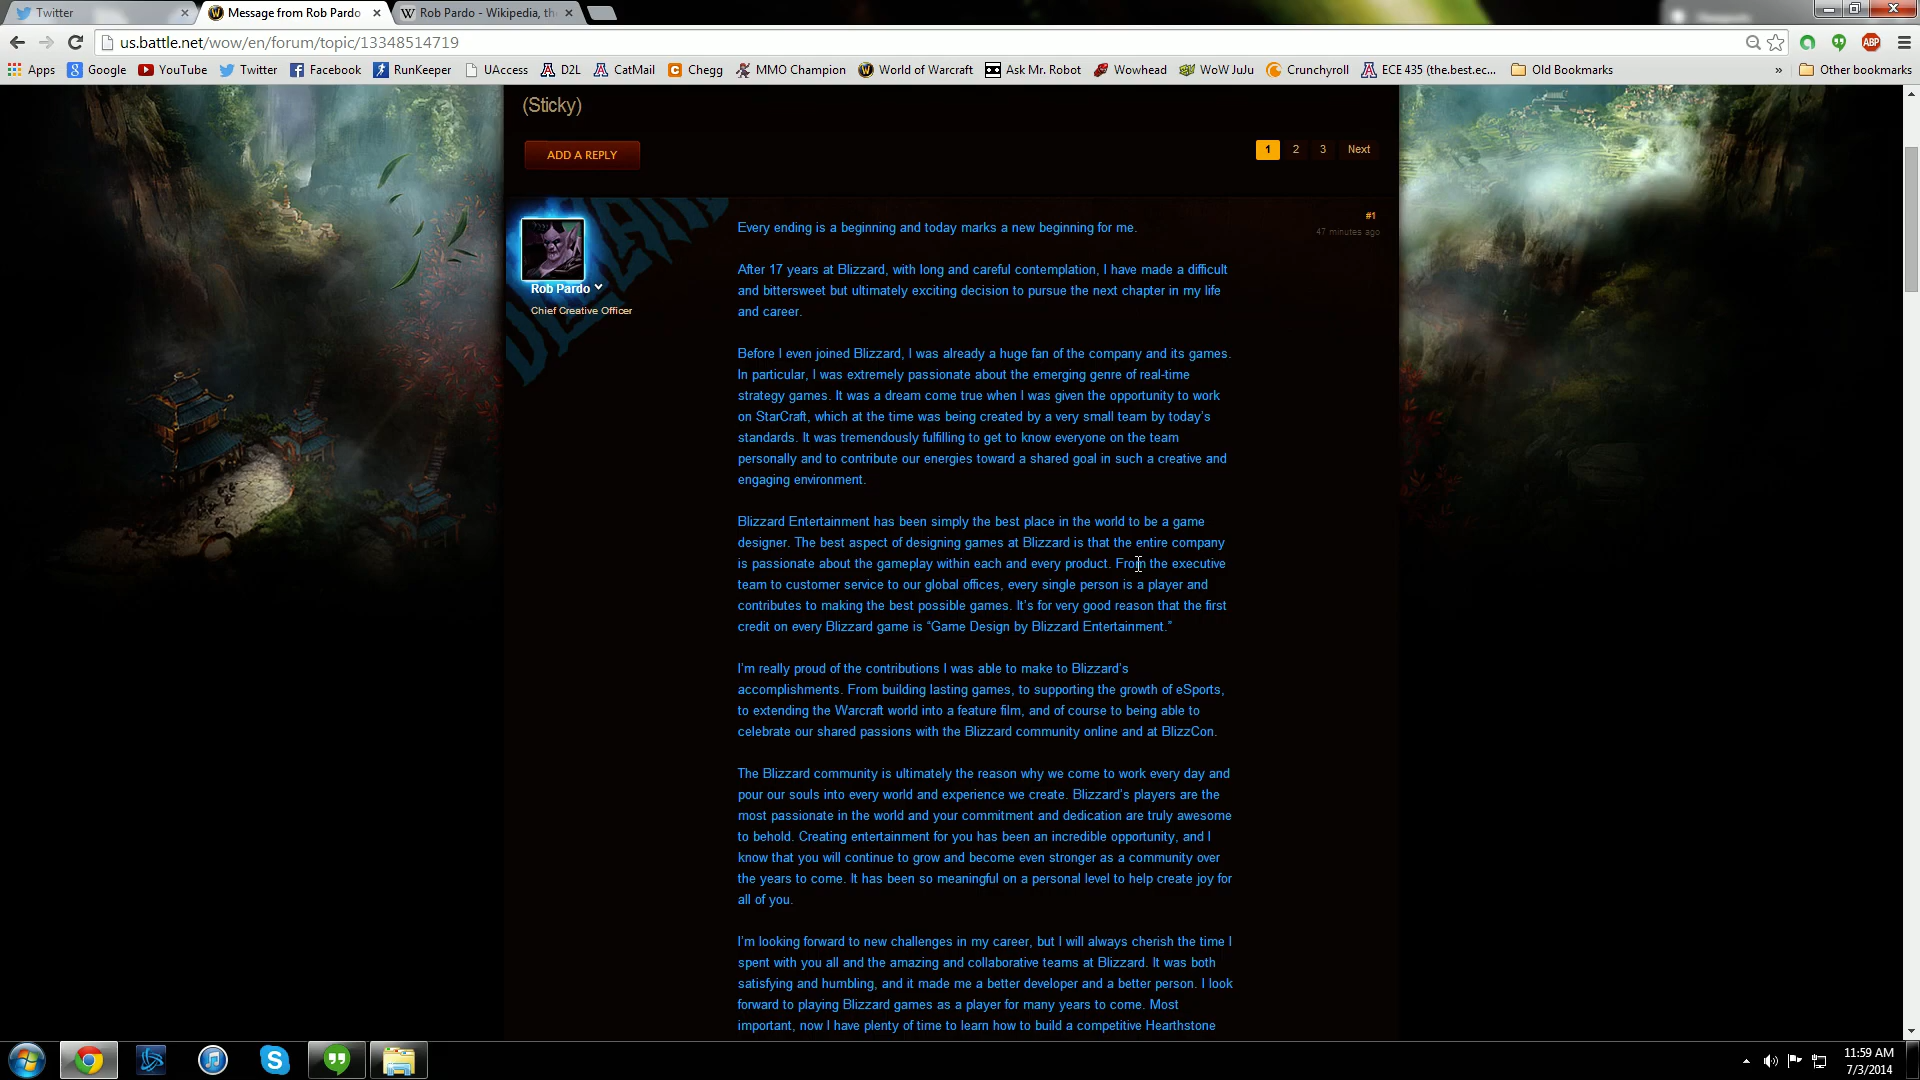 Twitter
Message from Rob Pardo
Rob Pardo - Wikipedia, th
us.battle.net/wow/en/forum/topic/13348514719
Apps Google YouTube Twitter Facebook RunKeeper UAccess D2L CatMail Chegg MMO Champion World of Warcraft Ask Mr. Robot Wowhead WoW JuJu Crunchyroll ECE 435 (the.best.ec... Old Bookmarks » Other bookmarks
ABP
(Sticky)
ADD A REPLY
1 2 3 Next
#1
47 minutes ago
Rob Pardo
Chief Creative Officer
Every ending is a beginning and today marks a new beginning for me.
After 17 years at Blizzard, with long and careful contemplation, I have made a difficult
and bittersweet but ultimately exciting decision to pursue the next chapter in my life
and career.
Before I even joined Blizzard, I was already a huge fan of the company and its games.
In particular, I was extremely passionate about the emerging genre of real-time
strategy games. It was a dream come true when I was given the opportunity to work
on StarCraft, which at the time was being created by a very small team by today’s
standards. It was tremendously fulfilling to get to know everyone on the team
personally and to contribute our energies toward a shared goal in such a creative and
engaging environment.
Blizzard Entertainment has been simply the best place in the world to be a game
designer. The best aspect of designing games at Blizzard is that the entire company
is passionate about the gameplay within each and every product. From the executive
team to customer service to our global offices, every single person is a player and
contributes to making the best possible games. It’s for very good reason that the first
credit on every Blizzard game is “Game Design by Blizzard Entertainment.”
I’m really proud of the contributions I was able to make to Blizzard’s
accomplishments. From building lasting games, to supporting the growth of eSports,
to extending the Warcraft world into a feature film, and of course to being able to
celebrate our shared passions with the Blizzard community online and at BlizzCon.
The Blizzard community is ultimately the reason why we come to work every day and
pour our souls into every world and experience we create. Blizzard’s players are the
most passionate in the world and your commitment and dedication are truly awesome
to behold. Creating entertainment for you has been an incredible opportunity, and I
know that you will continue to grow and become even stronger as a community over
the years to come. It has been so meaningful on a personal level to help create joy for
all of you.
I’m looking forward to new challenges in my career, but I will always cherish the time I
spent with you all and the amazing and collaborative teams at Blizzard. It was both
satisfying and humbling, and it made me a better developer and a better person. I look
forward to playing Blizzard games as a player for many years to come. Most
important, now I have plenty of time to learn how to build a competitive Hearthstone
11:59 AM
7/3/2014